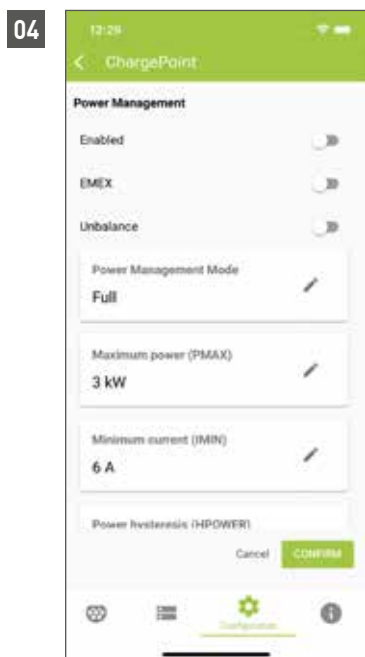 04
12:29
ChargePoint
Power Management
Enabled
EMEX
Unbalance
Power Management Mode
Full
Maximum power (PMAX)
3 kW
Minimum current (IMIN)
6 A
Power hysteresis (HPOWER)
Cancel
CONFIRM
Configuration